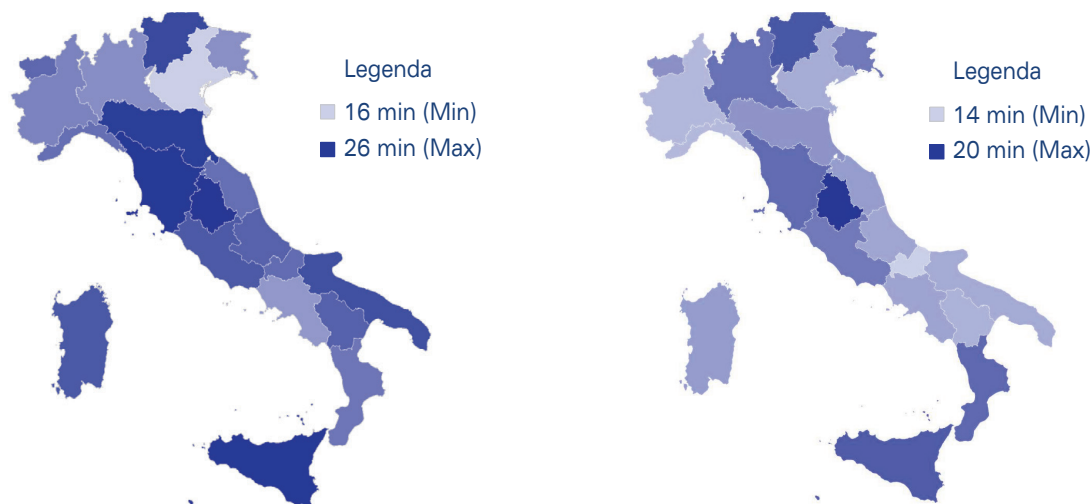 Legenda
16 min (Min)
26 min (Max)
Legenda
14 min (Min)
20 min (Max)